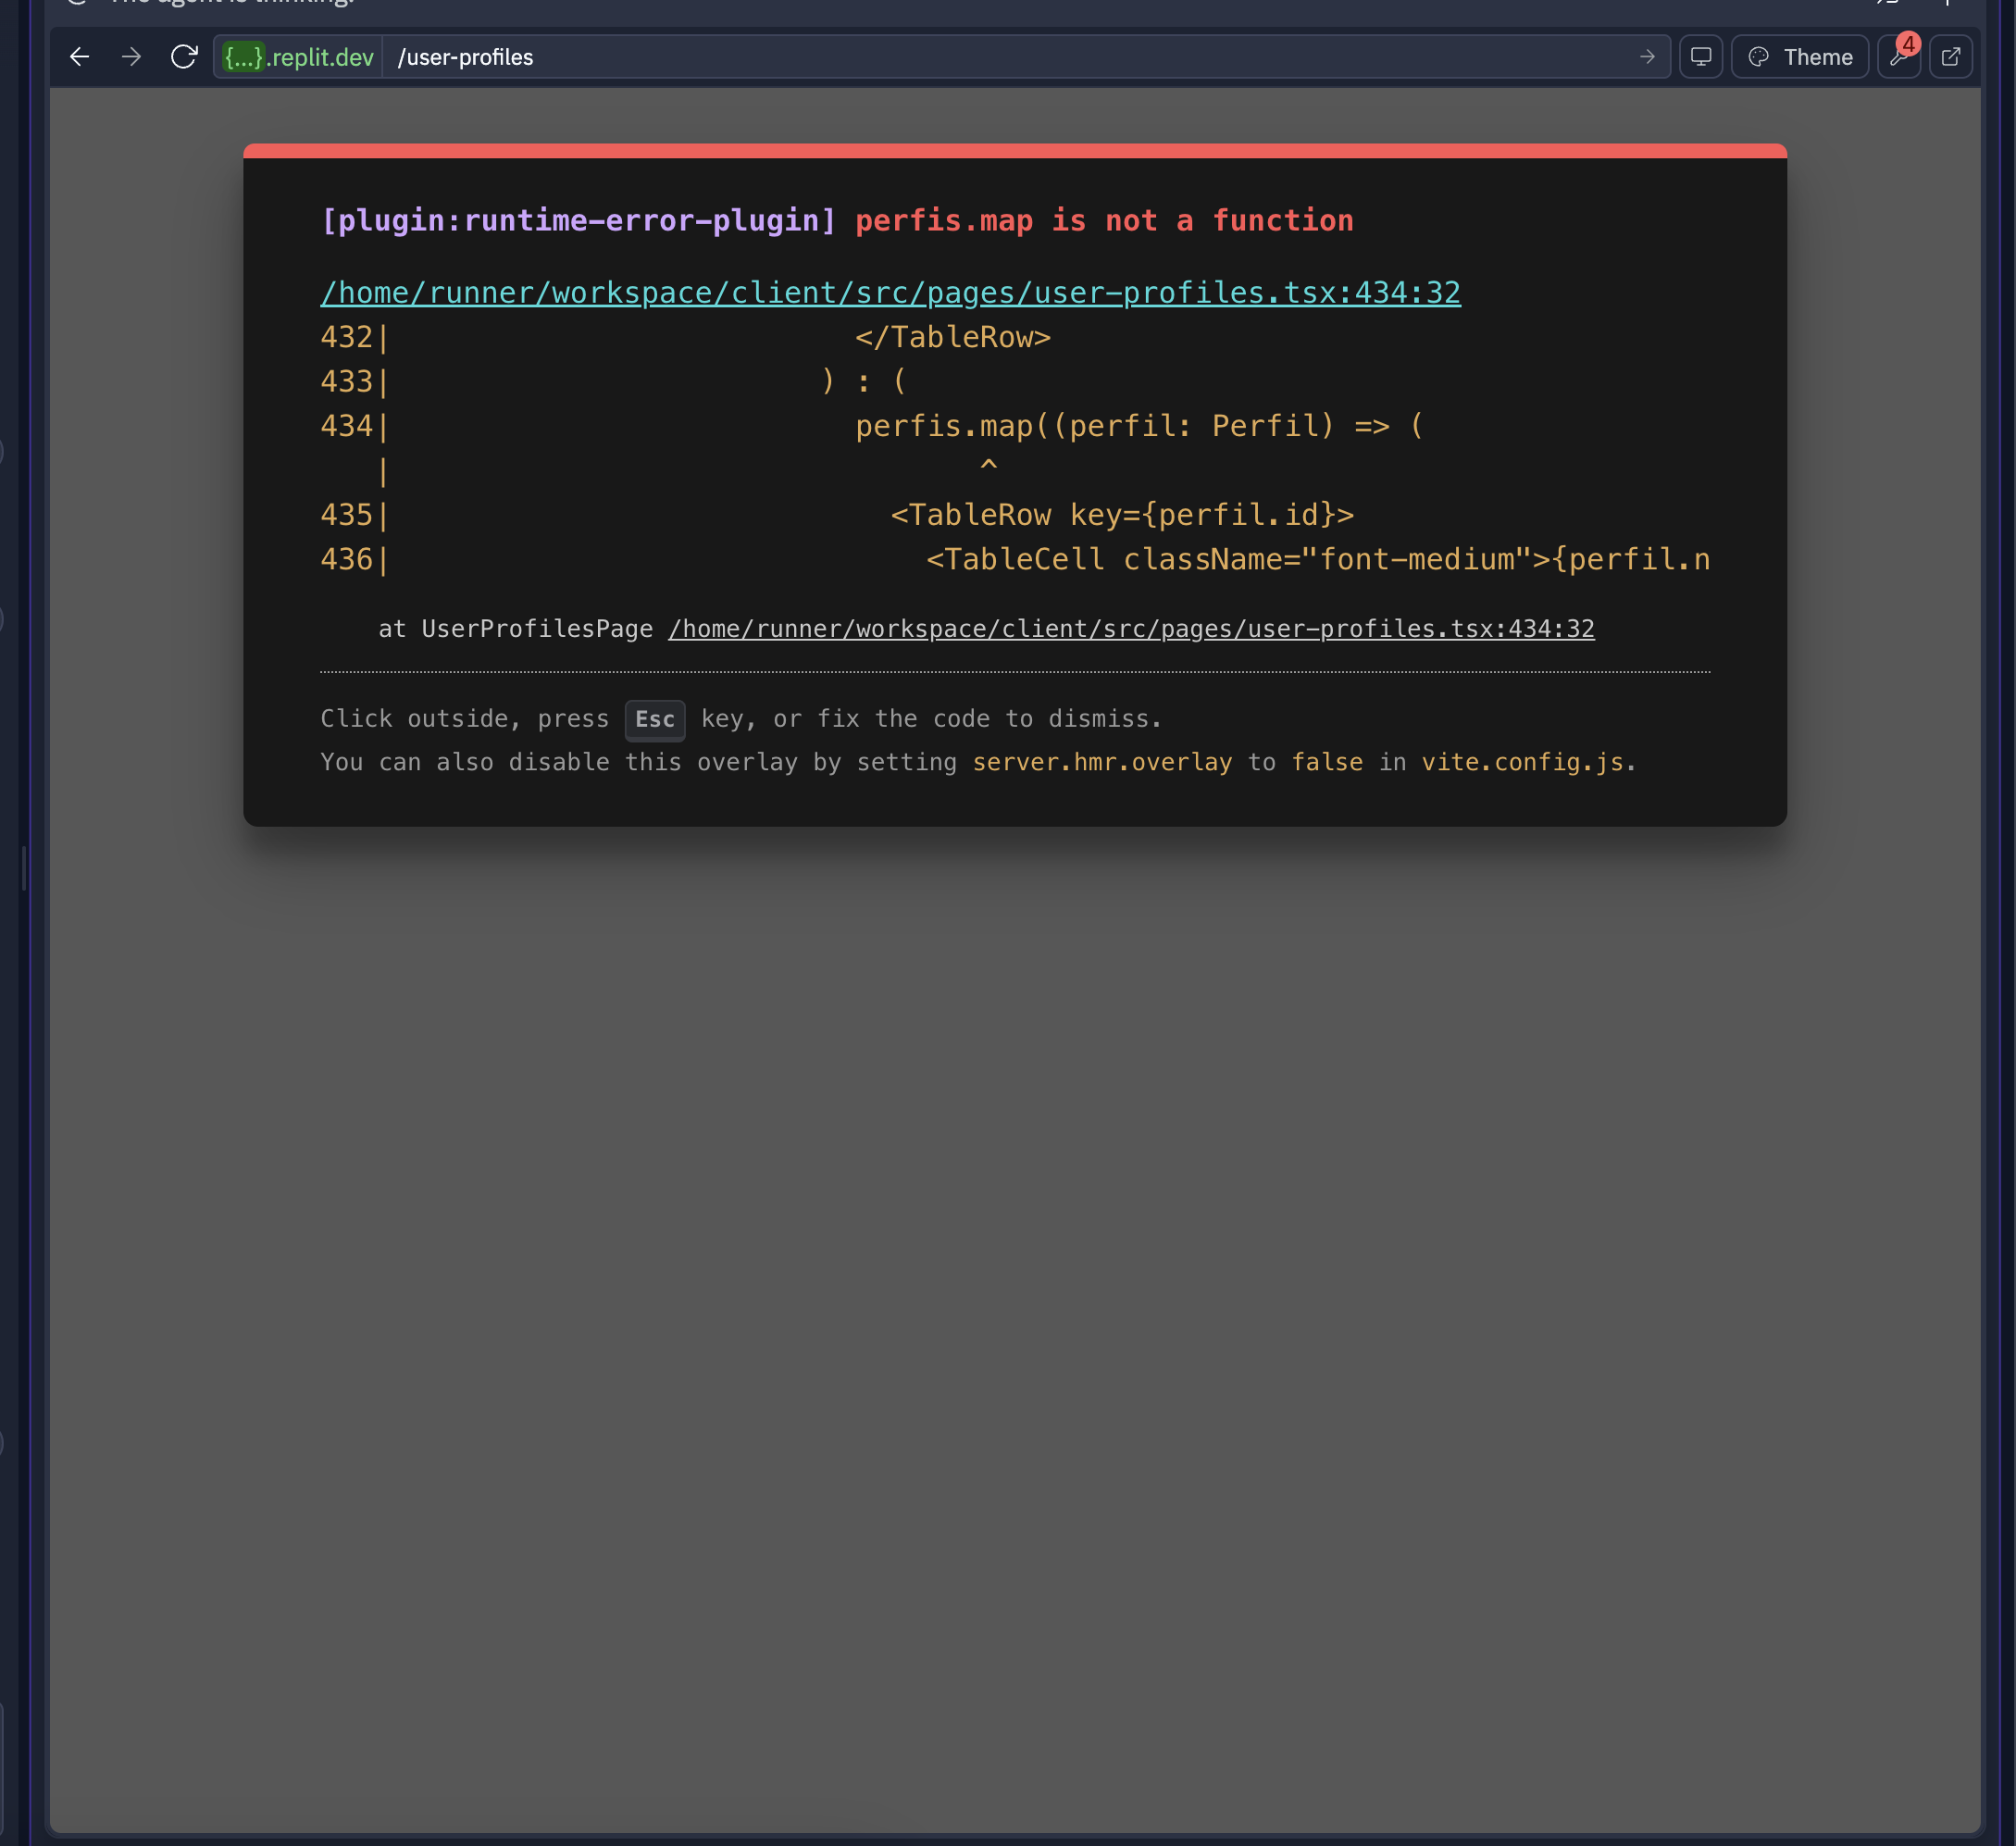 The agent is thinking.
{...}.replit.dev /user-profiles Theme 4
[plugin:runtime-error-plugin] perfis.map is not a function
/home/runner/workspace/client/src/pages/user-profiles.tsx:434:32
432| </TableRow>
433| ) : (
434| perfis.map((perfil: Perfil) => (
| ^
435| <TableRow key={perfil.id}>
436| <TableCell className="font-medium">{perfil.n
at UserProfilesPage /home/runner/workspace/client/src/pages/user-profiles.tsx:434:32
Click outside, press Esc key, or fix the code to dismiss.
You can also disable this overlay by setting server.hmr.overlay to false in vite.config.js.